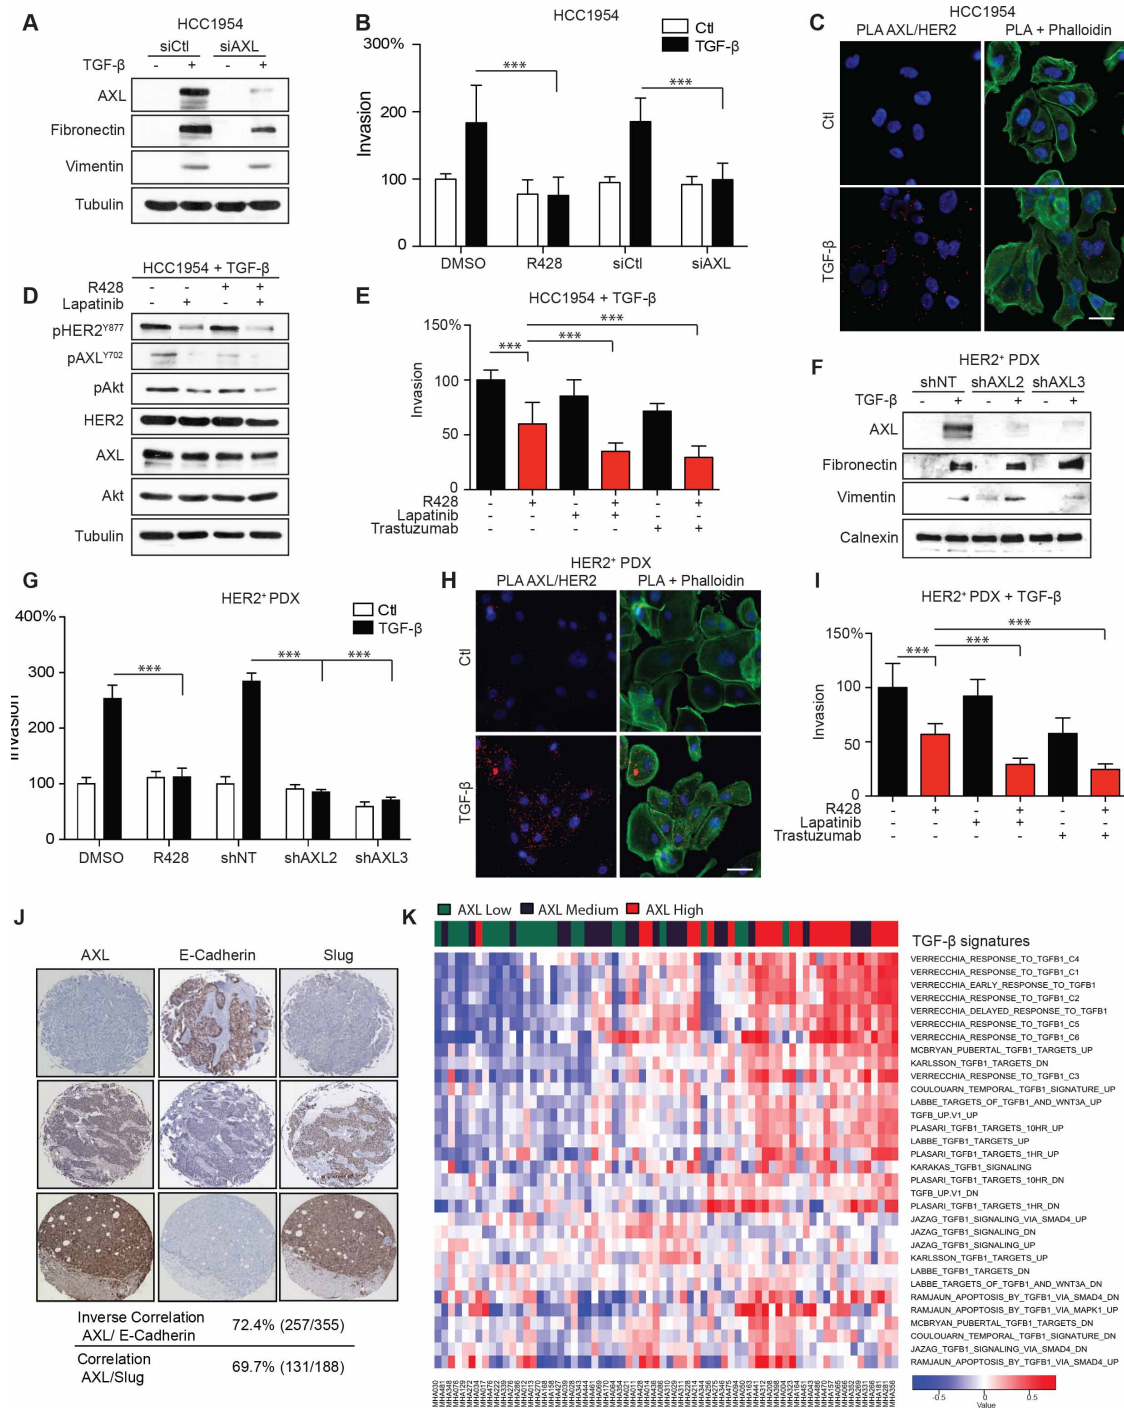 A
HCC1954
siCtl siAXL
TGF-β - + - +
AXL
Fibronectin
Vimentin
Tubulin
B
HCC1954
Ctl
TGF-β
Invasion
300%
200
100
0
***
***
DMSO R428 siCtl siAXL
C
HCC1954
PLA AXL/HER2 PLA + Phalloidin
Ctl
TGF-β
D
HCC1954 + TGF-β
R428 - - + +
Lapatinib - + - +
pHER2Y877
pAXLY702
pAkt
HER2
AXL
Akt
Tubulin
E
HCC1954 + TGF-β
Invasion
150%
100
50
0
***
***
***
R428 - + - + - +
Lapatinib - - + + - -
Trastuzumab - - - - + +
F
HER2+ PDX
shNT shAXL2 shAXL3
TGF-β - + - + - +
AXL
Fibronectin
Vimentin
Calnexin
G
HER2+ PDX
Ctl
TGF-β
Invasion
400%
300
200
100
0
***
***
***
DMSO R428 shNT shAXL2 shAXL3
H
HER2+ PDX
PLA AXL/HER2 PLA + Phalloidin
Ctl
TGF-β
I
HER2+ PDX + TGF-β
Invasion
150%
100
50
0
***
***
***
R428 - + - + - +
Lapatinib - - + + - -
Trastuzumab - - - - + +
J
AXL E-Cadherin Slug
Inverse Correlation
AXL/ E-Cadherin
72.4% (257/355)
Correlation
AXL/Slug
69.7% (131/188)
K
AXL Low AXL Medium AXL High
TGF-β signatures
VERRECCHIA_RESPONSE_TO_TGFB1_C4
VERRECCHIA_RESPONSE_TO_TGFB1_C1
VERRECCHIA_EARLY_RESPONSE_TO_TGFB1
VERRECCHIA_RESPONSE_TO_TGFB1_C2
VERRECCHIA_DELAYED_RESPONSE_TO_TGFB1
VERRECCHIA_RESPONSE_TO_TGFB1_C5
VERRECCHIA_RESPONSE_TO_TGFB1_C6
MCBRYAN_PUBERTAL_TGFB1_TARGETS_UP
KARLSSON_TGFB1_TARGETS_DN
VERRECCHIA_RESPONSE_TO_TGFB1_C3
COULOUARN_TEMPORAL_TGFB1_SIGNATURE_UP
LABBE_TARGETS_OF_TGFB1_AND_WNT3A_UP
TGFB_UP.V1_UP
PLASARI_TGFB1_TARGETS_10HR_UP
LABBE_TGFB1_TARGETS_UP
PLASARI_TGFB1_TARGETS_1HR_UP
KARAKAS_TGFB1_SIGNALING
PLASARI_TGFB1_TARGETS_10HR_DN
TGFB_UP.V1_DN
PLASARI_TGFB1_TARGETS_1HR_DN
JAZAG_TGFB1_SIGNALING_VIA_SMAD4_UP
JAZAG_TGFB1_SIGNALING_DN
JAZAG_TGFB1_SIGNALING_UP
KARLSSON_TGFB1_TARGETS_UP
LABBE_TGFB1_TARGETS_DN
LABBE_TARGETS_OF_TGFB1_AND_WNT3A_DN
RAMJAUN_APOPTOSIS_BY_TGFB1_VIA_SMAD4_DN
RAMJAUN_APOPTOSIS_BY_TGFB1_VIA_MAPK1_UP
MCBRYAN_PUBERTAL_TGFB1_TARGETS_DN
COULOUARN_TEMPORAL_TGFB1_SIGNATURE_DN
JAZAG_TGFB1_SIGNALING_VIA_SMAD4_DN
RAMJAUN_APOPTOSIS_BY_TGFB1_VIA_SMAD4_UP
-0.5 0 0.5
Value